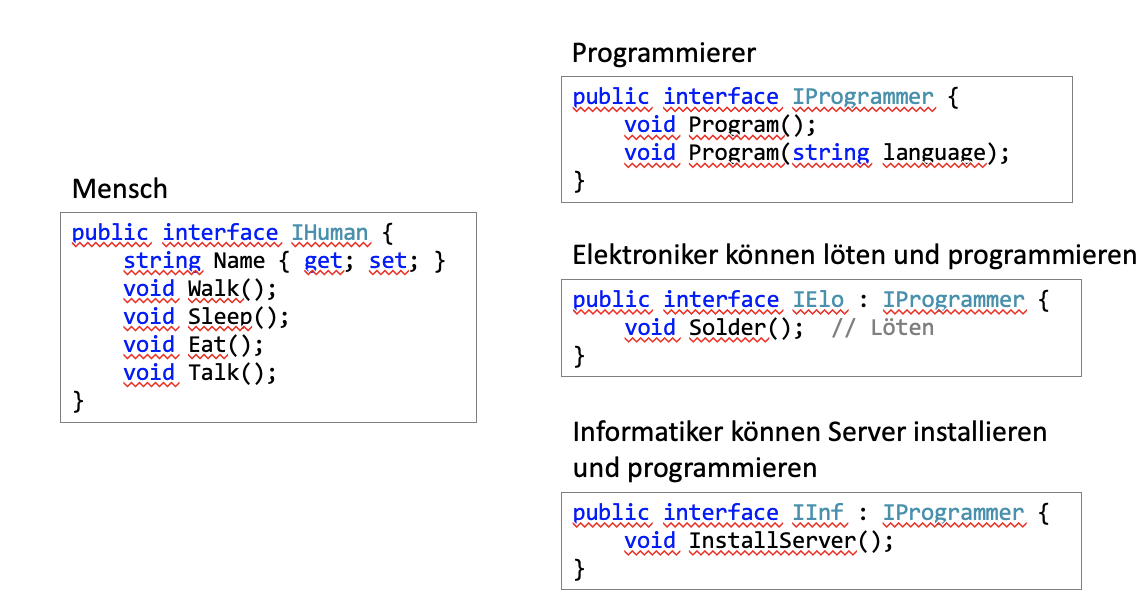 Mensch
public interface IHuman {
    string Name { get; set; }
    void Walk();
    void Sleep();
    void Eat();
    void Talk();
}
Programmierer
public interface IProgrammer {
    void Program();
    void Program(string language);
}
Elektroniker können löten und programmieren
public interface IElo : IProgrammer {
    void Solder();  // Löten
}
Informatiker können Server installieren
und programmieren
public interface IInf : IProgrammer {
    void InstallServer();
}